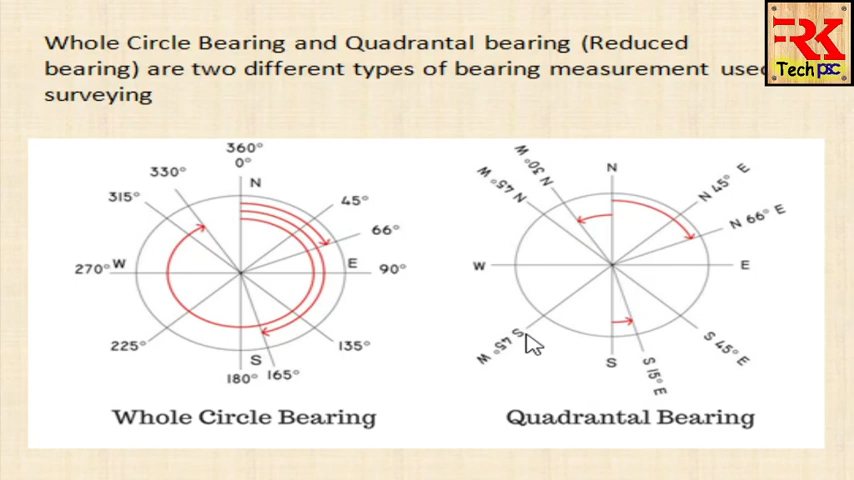 Whole Circle Bearing and Quadrantal bearing (Reduced
bearing) are two different types of bearing measurement used
surveying
RK
Tech psc
360°
0°
N
330°
315°
45°
66°
270° W
E 90°
225°
135°
S
180° 165°
Whole Circle Bearing
N 30° W
N 45° W
N
N 45° E
N 66° E
W
E
S 45° W
S
S 15° E
S 45° E
Quadrantal Bearing